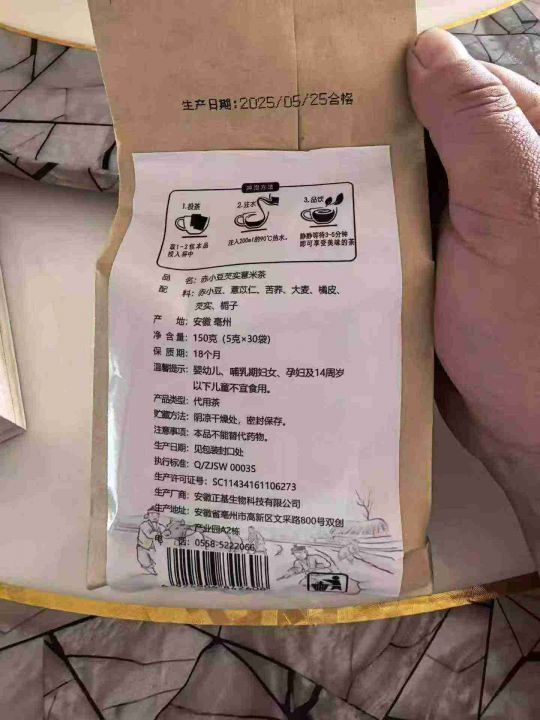 生产日期:2025/05/25合格
冲泡方法
1.投茶
取1-2包本品
投入杯中
2.注水
注入200ml的90℃热水。
3.品饮
静静等待3-5分钟
即可享受美味的茶
品 名：赤小豆芡实薏米茶
配 料：赤小豆、薏苡仁、苦荞、大麦、橘皮、
芡实、栀子
产 地：安徽 亳州
净 含 量：150克（5克×30袋）
保 质 期：18个月
温馨提示：婴幼儿、哺乳期妇女、孕妇及14周岁
以下儿童不宜食用。
产品类型：代用茶
贮藏方法：阴凉干燥处，密封保存。
注意事项：本品不能替代药物。
生产日期：见包装封口处
执行标准：Q/ZJSW 0003S
生产许可证号：SC11434161106273
生产厂商：安徽正基生物科技有限公司
地 址：安徽省亳州市高新区文采路800号双创
产业园A2栋
电 话：0558-5222066